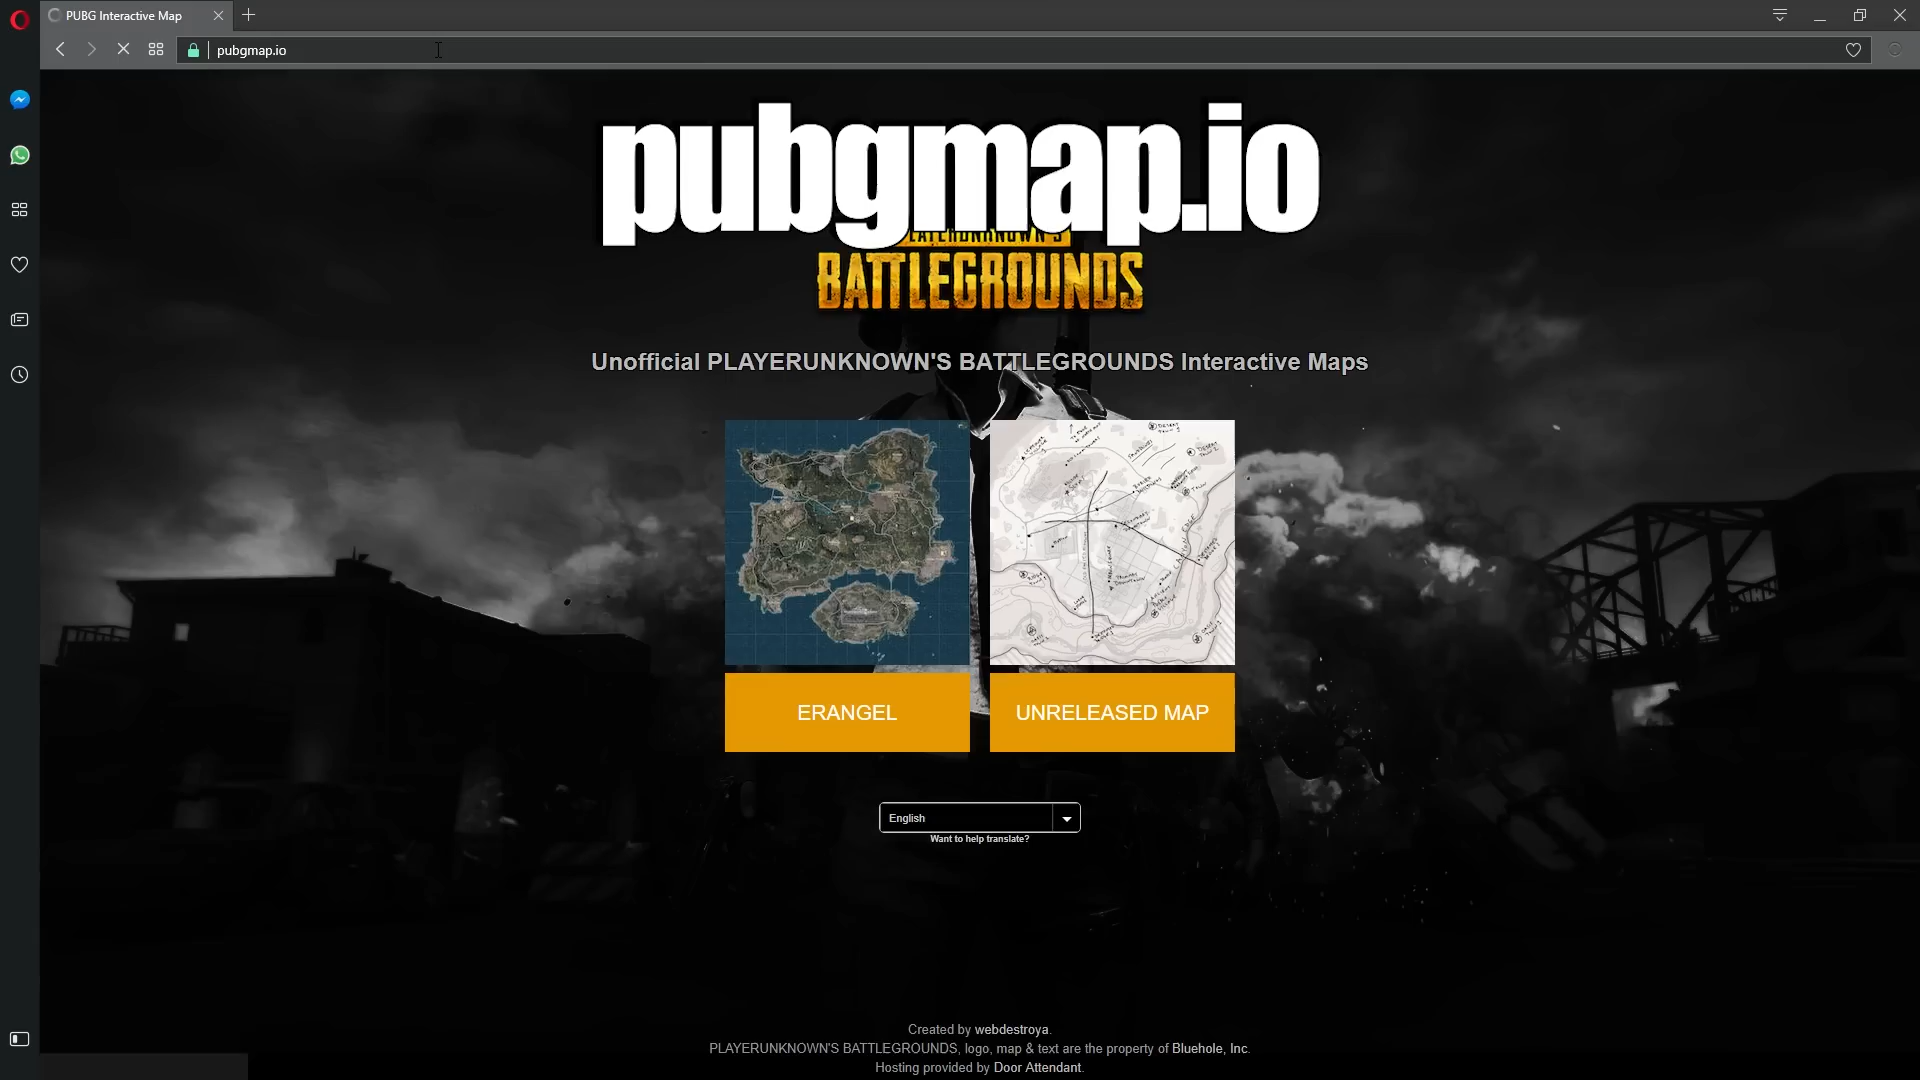 PUBG Interactive Map
pubgmap.io
pubgmap.io
BATTLEGROUNDS
Unofficial PLAYERUNKNOWN'S BATTLEGROUNDS Interactive Maps
ERANGEL
UNRELEASED MAP
English
Want to help translate?
Created by webdestroya.
PLAYERUNKNOWN'S BATTLEGROUNDS, logo, map & text are the property of Bluehole, Inc.
Hosting provided by Door Attendant.